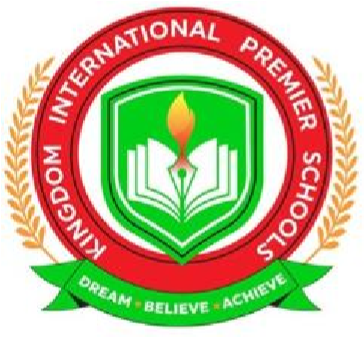 KINGDOM INTERNATIONAL PREMIER SCHOOLS
DREAM ★ BELIEVE ★ ACHIEVE